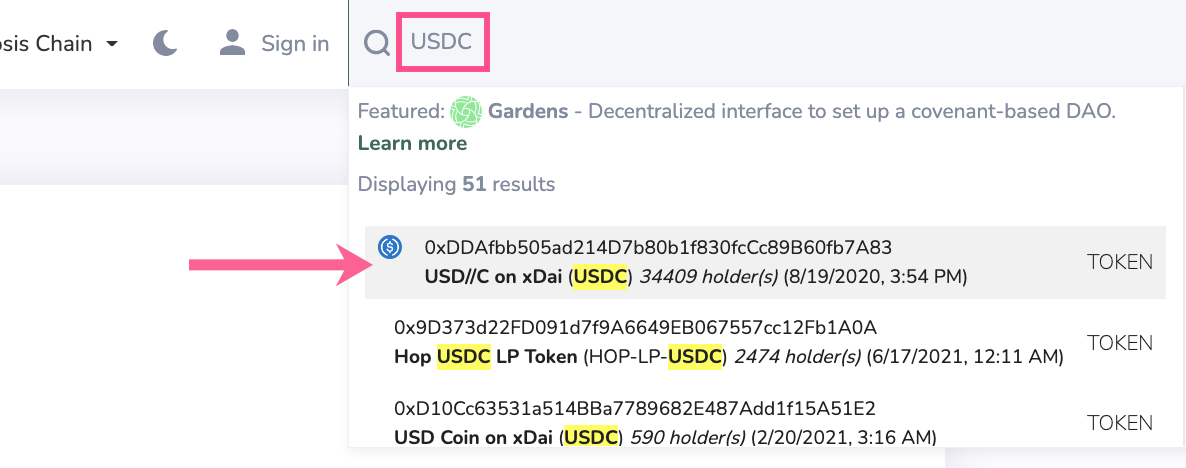 osis Chain
Sign in
USDC
Featured: Gardens - Decentralized interface to set up a covenant-based DAO.
Learn more
Displaying 51 results
0xDDAfbb505ad214D7b80b1f830fcCc89B60fb7A83
USD//C on xDai (USDC) 34409 holder(s) (8/19/2020, 3:54 PM)
TOKEN
0x9D373d22FD091d7f9A6649EB067557cc12Fb1A0A
Hop USDC LP Token (HOP-LP-USDC) 2474 holder(s) (6/17/2021, 12:11 AM)
TOKEN
0xD10Cc63531a514BBa7789682E487Add1f15A51E2
USD Coin on xDai (USDC) 590 holder(s) (2/20/2021, 3:16 AM)
TOKEN